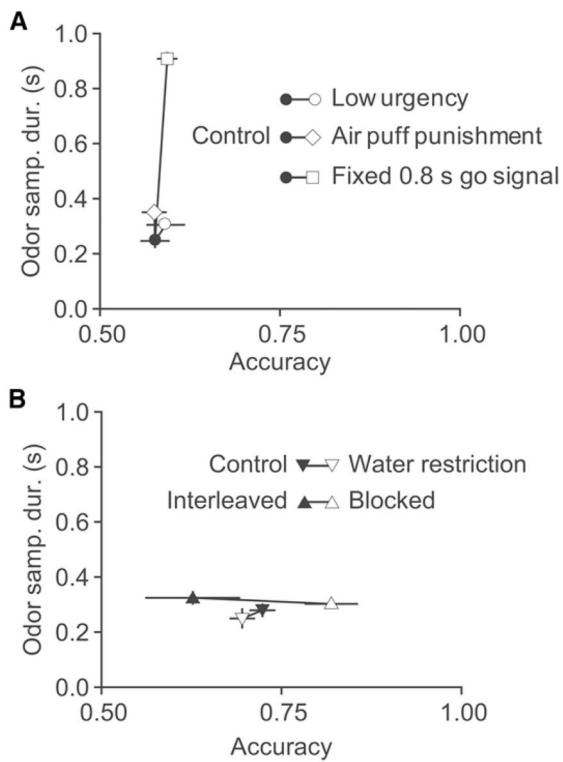 A
1.0
0.8
0.6
0.4
0.2
0.0
Odor samp. dur. (s)
Low urgency
Control Air puff punishment
Fixed 0.8 s go signal
0.50 0.75 1.00
Accuracy
B
1.0
0.8
0.6
0.4
0.2
0.0
Odor samp. dur. (s)
Control Water restriction
Interleaved Blocked
0.50 0.75 1.00
Accuracy